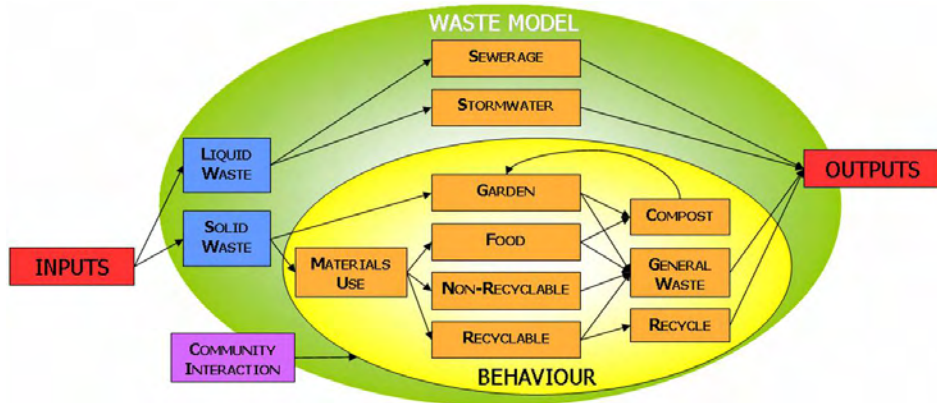 WASTE MODEL
SEWERAGE
STORMWATER
LIQUID
WASTE
OUTPUTS
GARDEN
COMPOST
SOLID
WASTE
FOOD
INPUTS
MATERIALS
USE
GENERAL
WASTE
NON-RECYCLABLE
RECYCLABLE
RECYCLE
COMMUNITY
INTERACTION
BEHAVIOUR